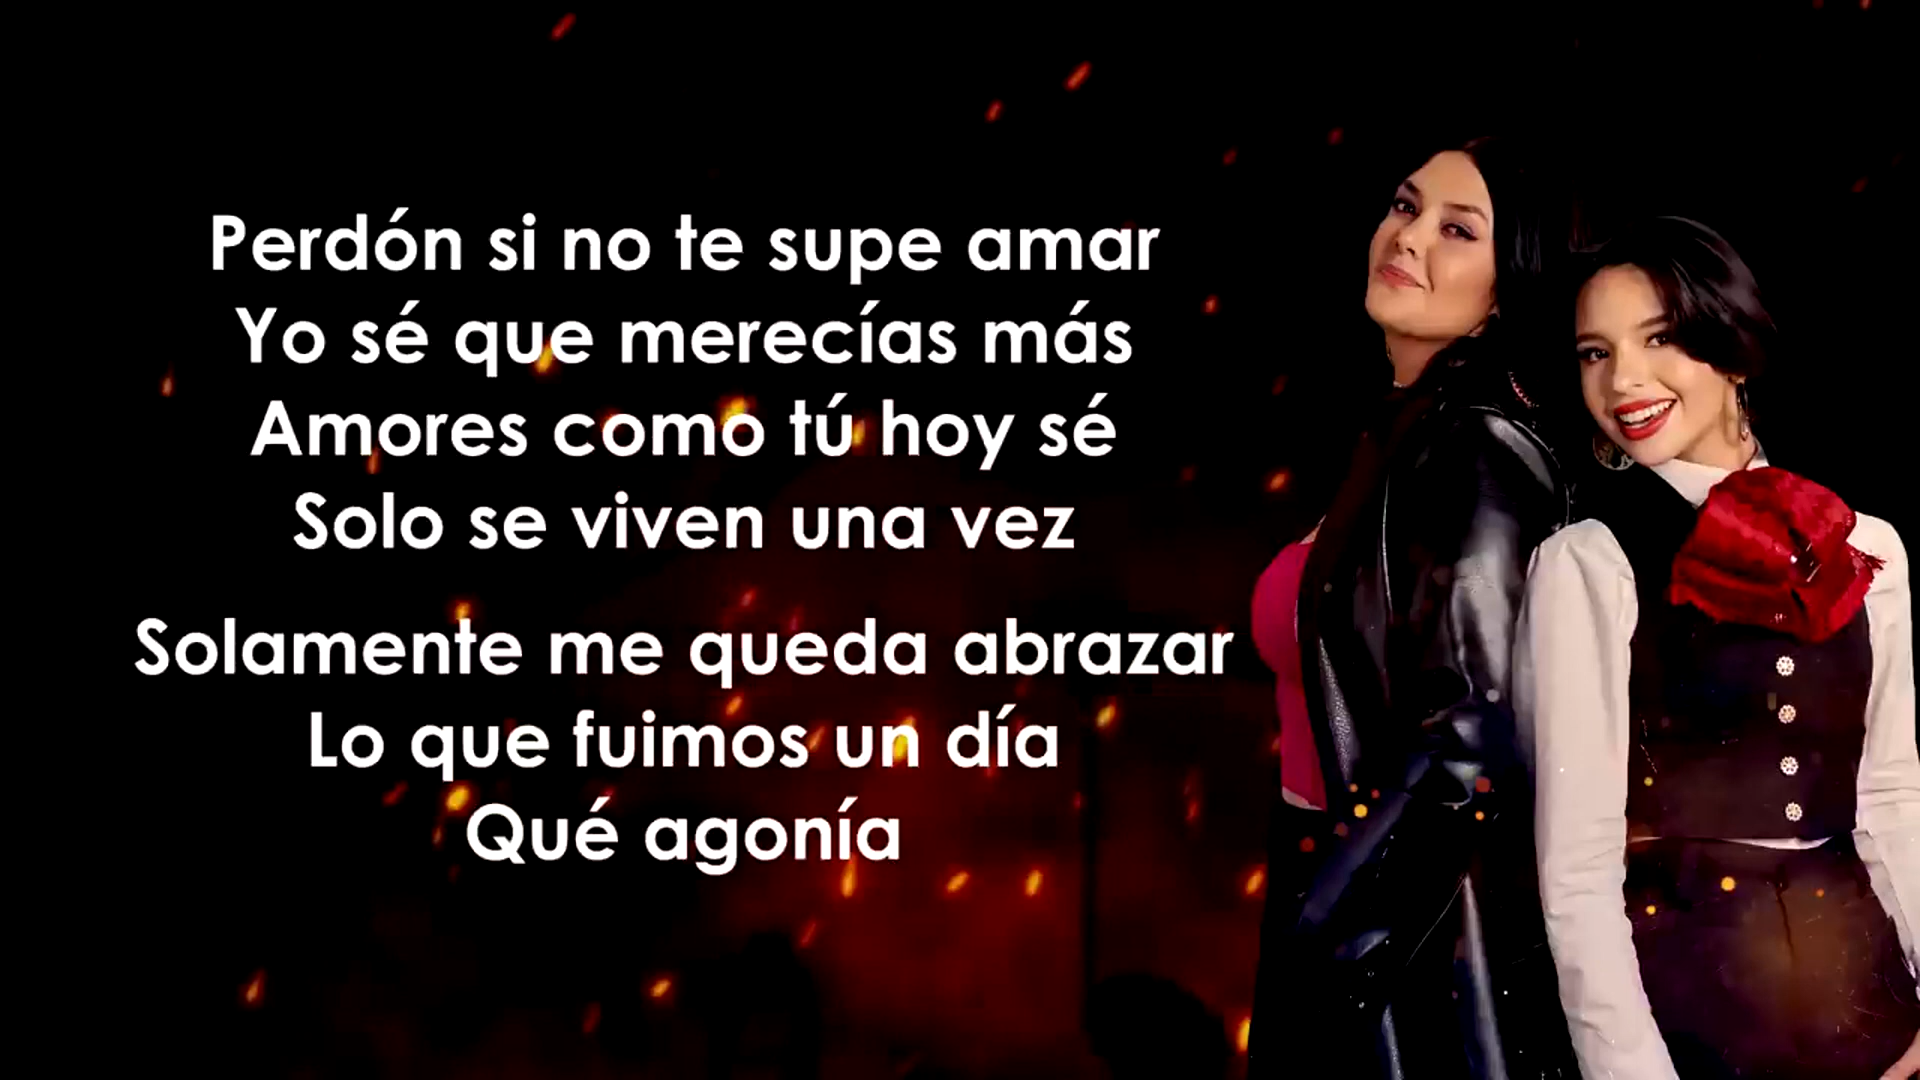 Perdón si no te supe amar
Yo sé que merecías más
Amores como tú hoy sé
Solo se viven una vez
Solamente me queda abrazar
Lo que fuimos un día
Qué agonía